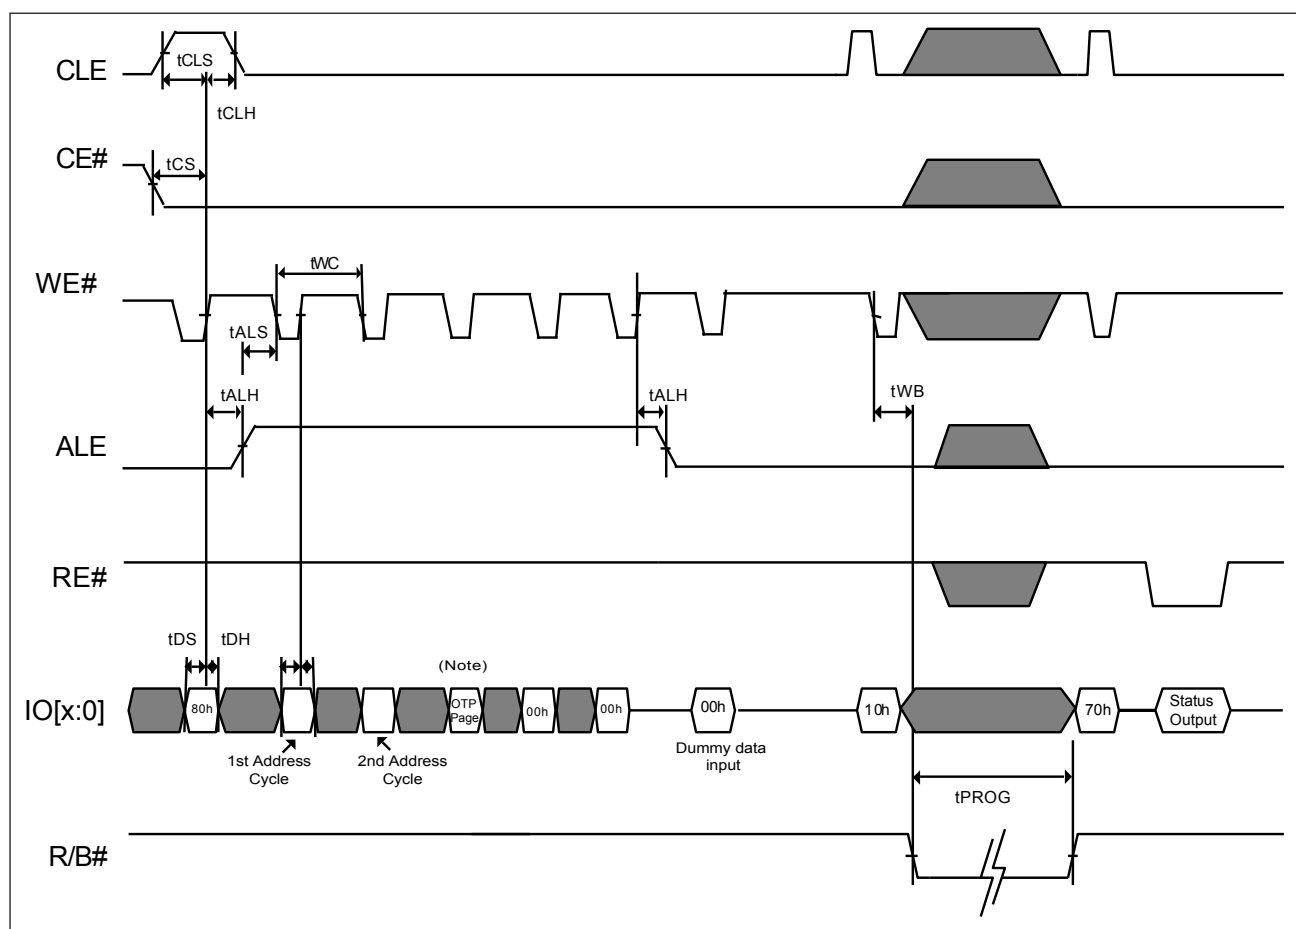 CLE
tCLS
tCLH
CE#
tCS
WE#
tWC
tALS
tALH
tALH
tWB
ALE
RE#
tDS
tDH
(Note)
IO[x:0]
80h
OTP
Page
00h
00h
00h
10h
70h
Status
Output
1st Address
Cycle
2nd Address
Cycle
Dummy data
input
tPROG
R/B#